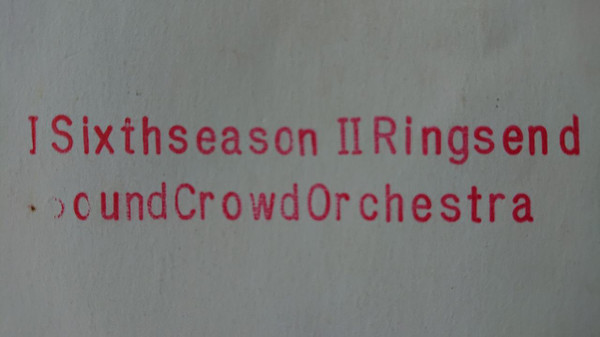 I Sixthseason II Ringsend
SoundCrowdOrchestra